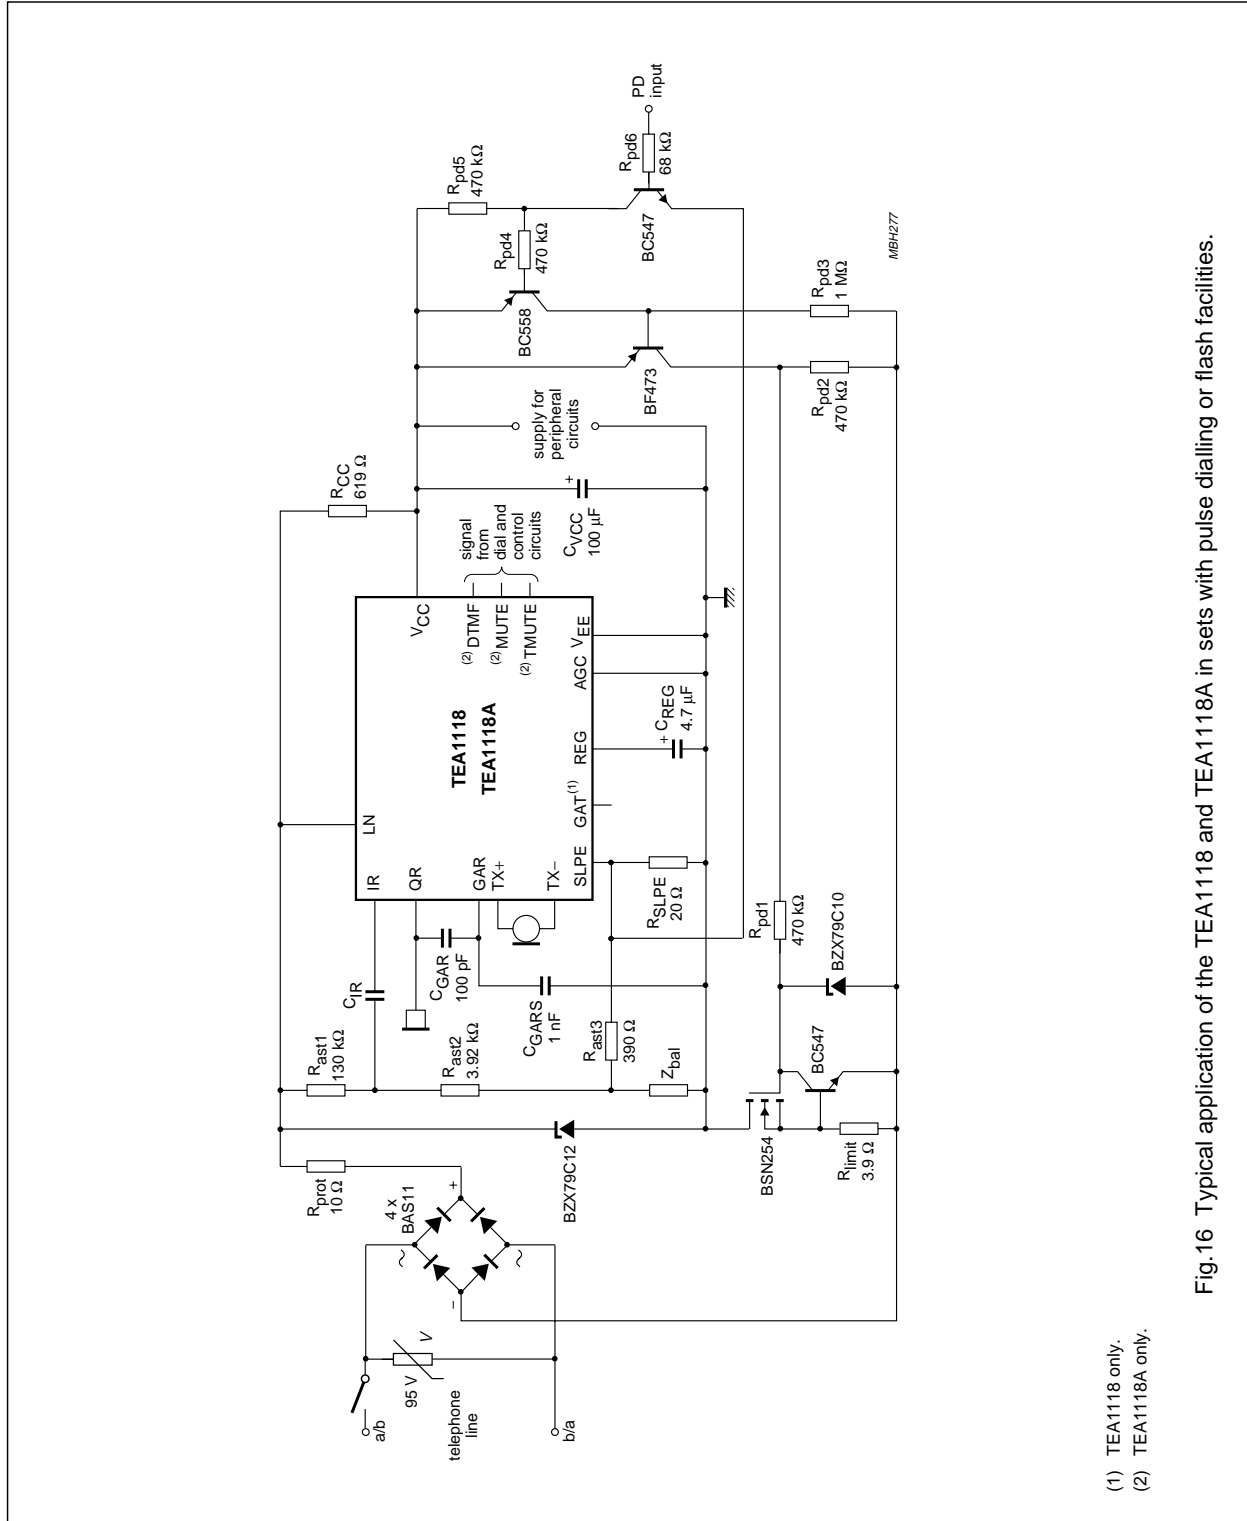 a/b
telephone
line
b/a
95 V
V
4 x
BAS11
~
~
+
−
Rprot
10 Ω
BZX79C12
Rast1
130 kΩ
Rast2
3.92 kΩ
Rast3
390 Ω
Zbal
BSN254
Rlimit
3.9 Ω
BC547
BZX79C10
Rpd1
470 kΩ
CIR
CGAR
100 pF
CGARS
1 nF
RSLPE
20 Ω
IR
QR
GAR
TX+
TX−
SLPE
LN
TEA1118
TEA1118A
GAT(1)
REG
AGC
VEE
VCC
(2) DTMF
(2) MUTE
(2) TMUTE
+ CREG
4.7 µF
signal
from
dial and
control
circuits
RCC
619 Ω
+
CVCC
100 µF
supply for
peripheral
circuits
BF473
BC558
Rpd4
470 kΩ
Rpd5
470 kΩ
BC547
Rpd6
68 kΩ
PD
input
Rpd2
470 kΩ
Rpd3
1 MΩ
MBH277
(1) TEA1118 only.
(2) TEA1118A only.
Fig.16 Typical application of the TEA1118 and TEA1118A in sets with pulse dialling or flash facilities.